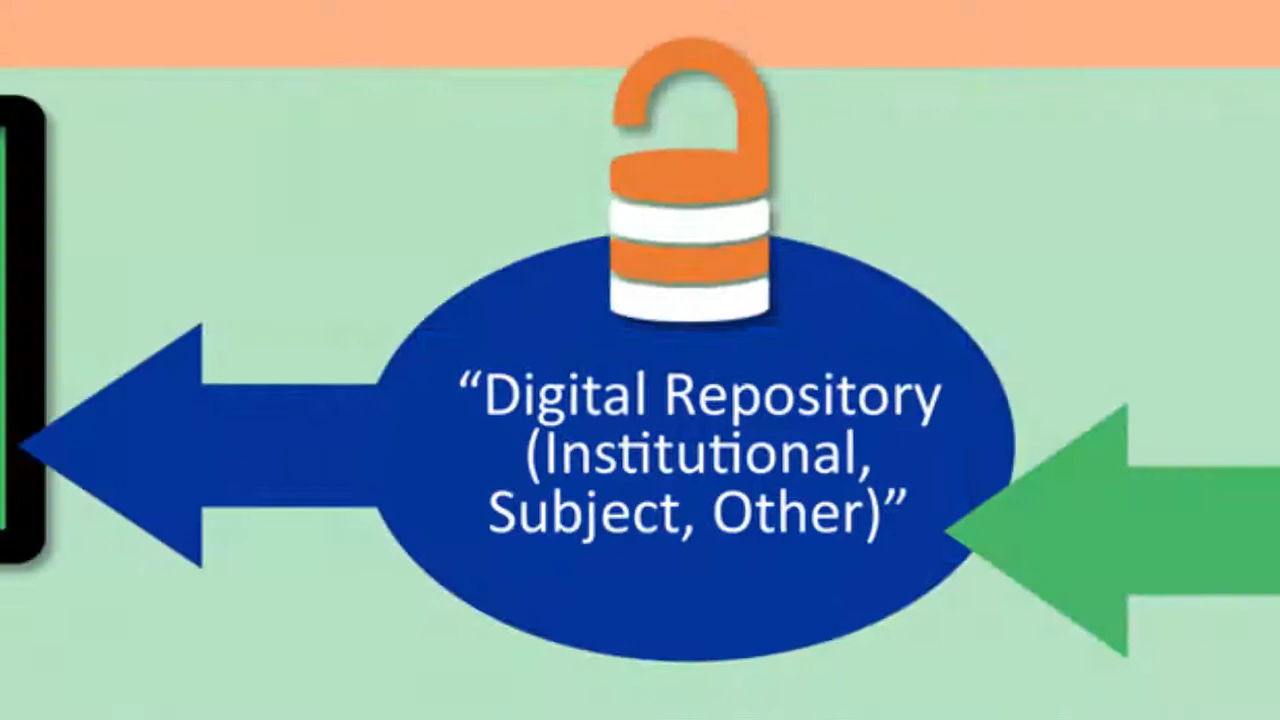 “Digital Repository
(Institutional,
Subject, Other)”